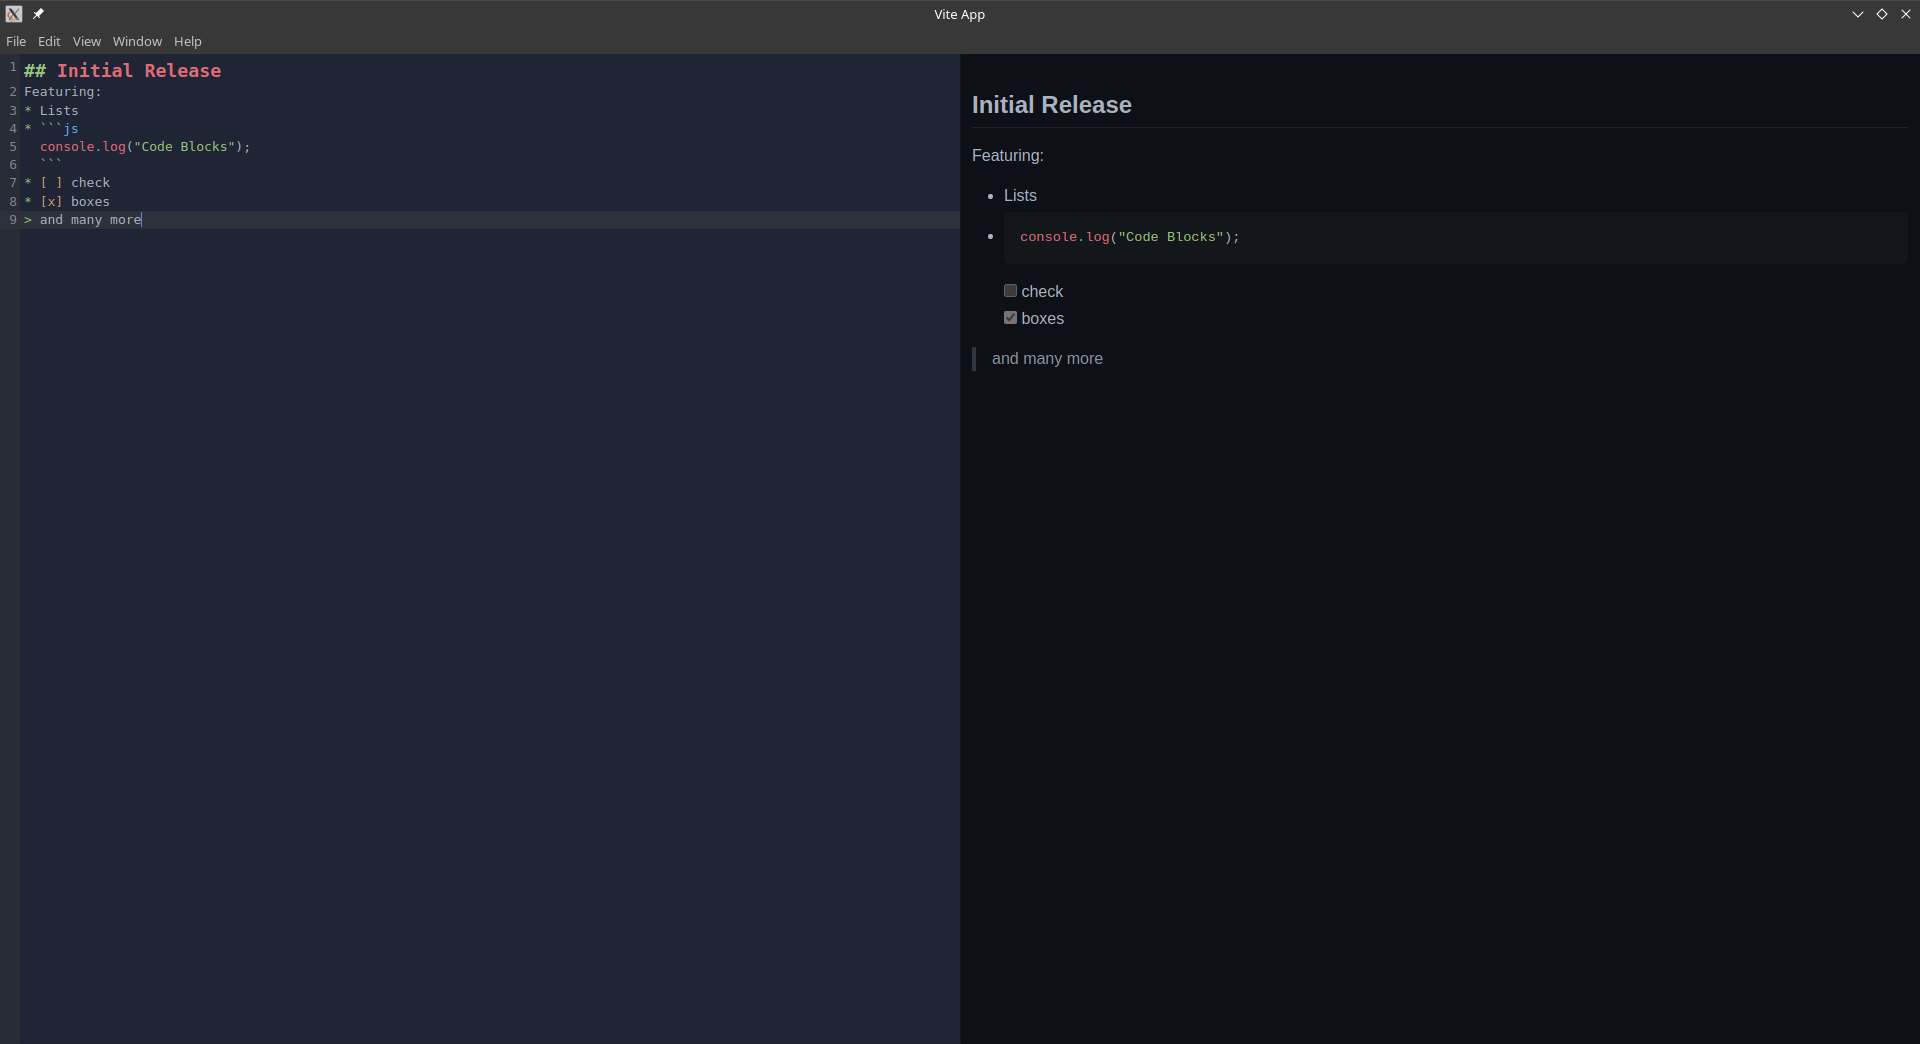 Vite App
File Edit View Window Help
1 ## Initial Release
2 Featuring:
3 * Lists
4 * ```js
5 console.log("Code Blocks");
6 ```
7 * [ ] check
8 * [x] boxes
9 > and many more
Initial Release
Featuring:
• Lists
• console.log("Code Blocks");
check
boxes
and many more